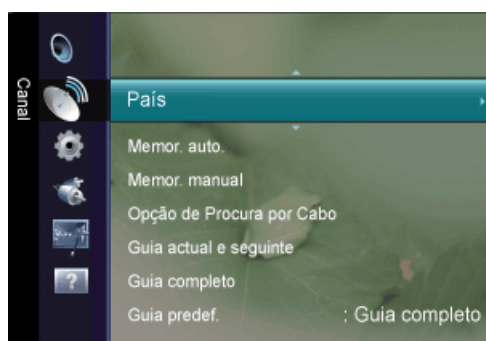 Canal
País
Memor. auto.
Memor. manual
Opção de Procura por Cabo
Guia actual e seguinte
Guia completo
Guia predef. : Guia completo
?